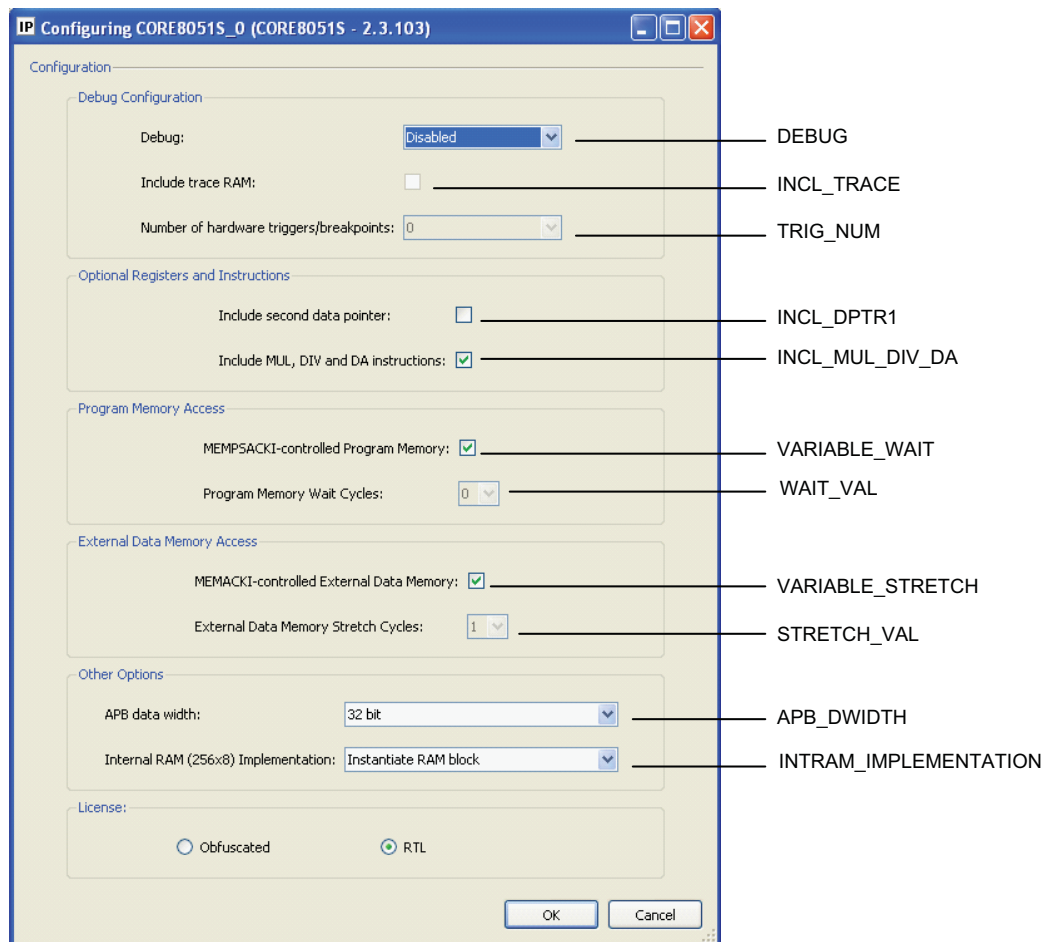 IP Configuring CORE8051S_0 (CORE8051S - 2.3.103)
Configuration
Debug Configuration
Debug: Disabled DEBUG
Include trace RAM: INCL_TRACE
Number of hardware triggers/breakpoints: 0 TRIG_NUM
Optional Registers and Instructions
Include second data pointer: INCL_DPTR1
Include MUL, DIV and DA instructions: INCL_MUL_DIV_DA
Program Memory Access
MEMPSACKI-controlled Program Memory: VARIABLE_WAIT
Program Memory Wait Cycles: 0 WAIT_VAL
External Data Memory Access
MEMACKI-controlled External Data Memory: VARIABLE_STRETCH
External Data Memory Stretch Cycles: 1 STRETCH_VAL
Other Options
APB data width: 32 bit APB_DWIDTH
Internal RAM (256x8) Implementation: Instantiate RAM block INTRAM_IMPLEMENTATION
License:
Obfuscated RTL
OK Cancel